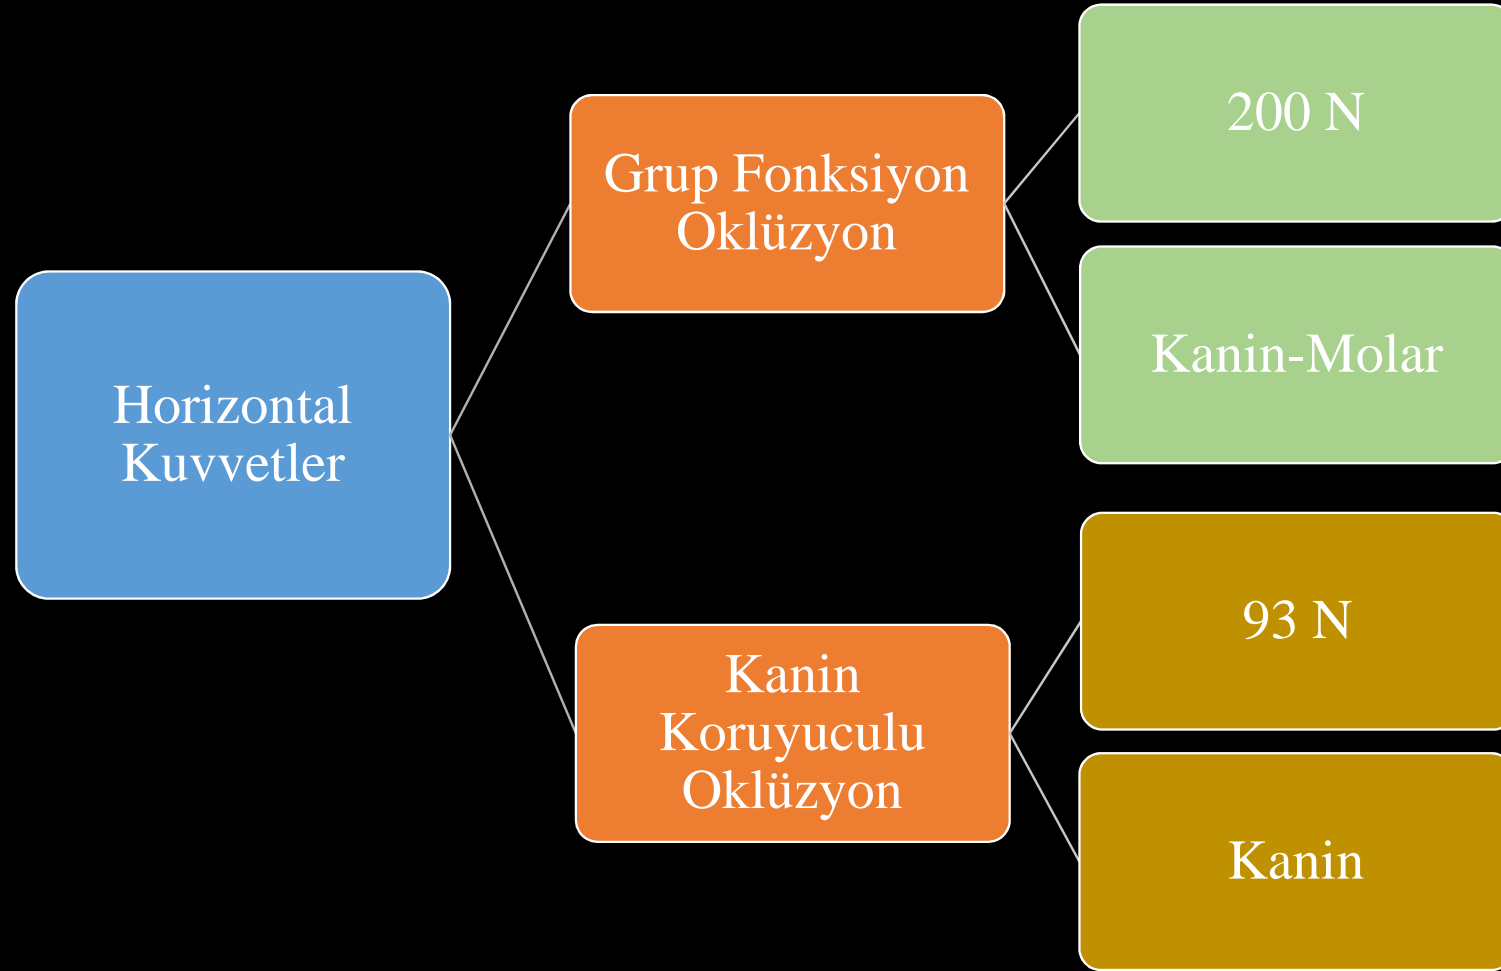 Horizontal
Kuvvetler
Grup Fonksiyon
Oklüzyon
200 N
Kanin-Molar
Kanin
Koruyuculu
Oklüzyon
93 N
Kanin